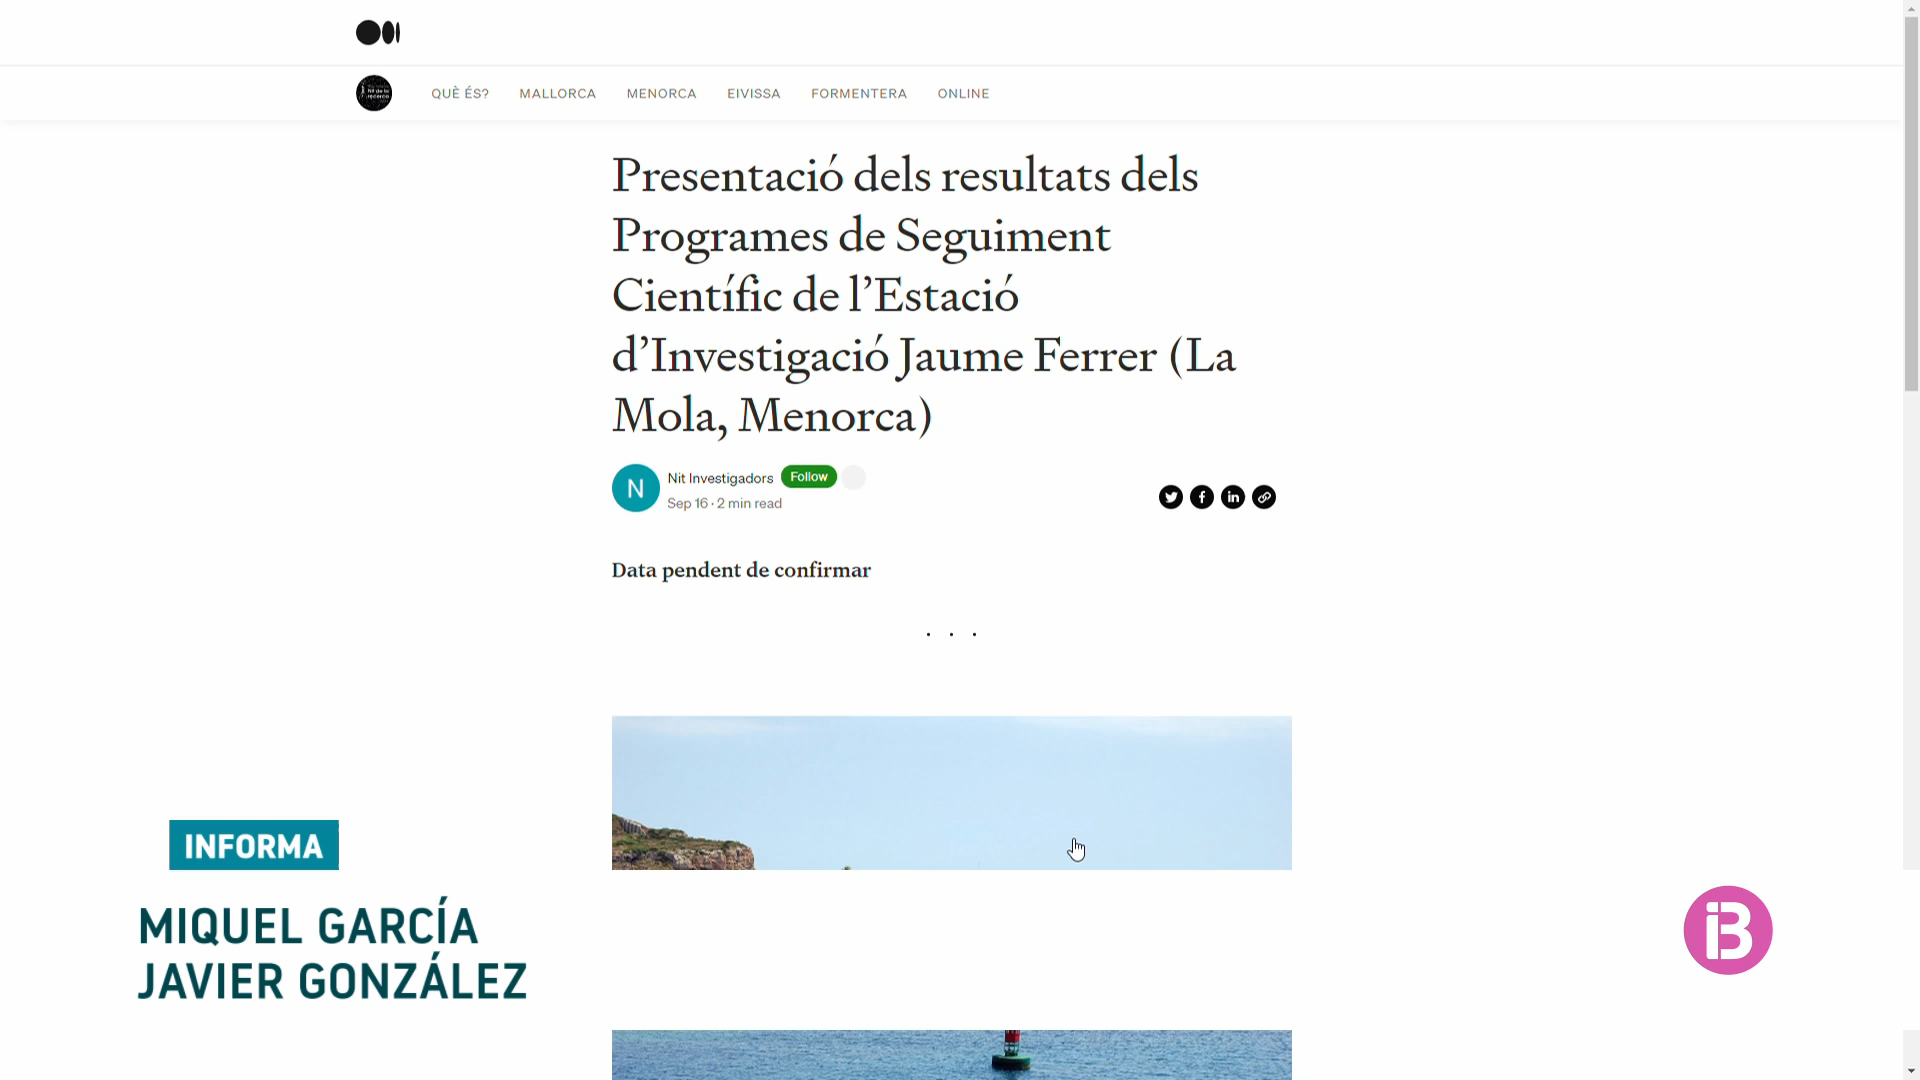 QUÈ ÉS? MALLORCA MENORCA EIVISSA FORMENTERA ONLINE
Presentació dels resultats dels
Programes de Seguiment
Científic de l’Estació
d’Investigació Jaume Ferrer (La
Mola, Menorca)
N
Nit Investigadors Follow
Sep 16 · 2 min read
Data pendent de confirmar
. . .
INFORMA
MIQUEL GARCÍA
JAVIER GONZÁLEZ
IB